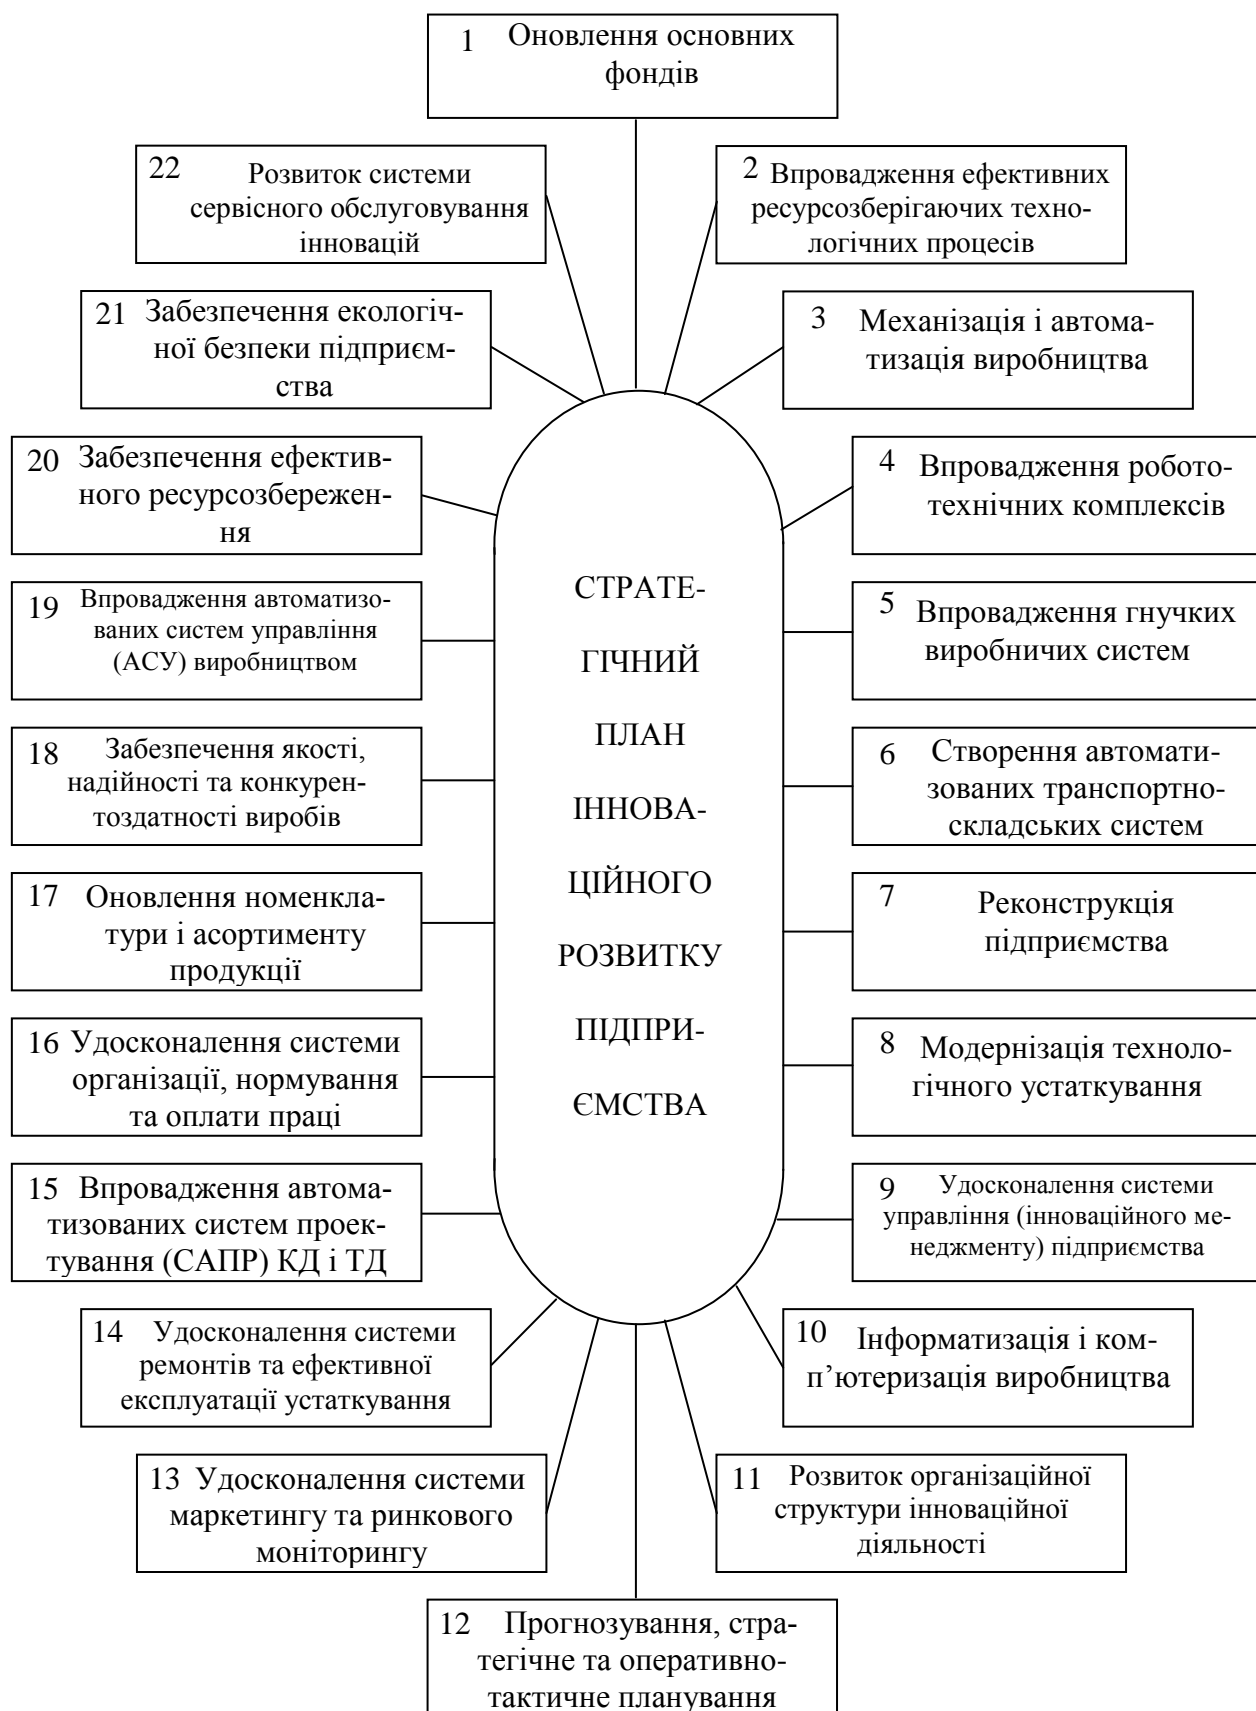 1 Оновлення основних
фондів
22 Розвиток системи
сервісного обслуговування
інновацій
2 Впровадження ефективних
ресурсозберігаючих техно-
логічних процесів
21 Забезпечення екологіч-
ної безпеки підприєм-
ства
3 Механізація і автома-
тизація виробництва
20 Забезпечення ефектив-
ного ресурсозбережен-
ня
4 Впровадження робото-
технічних комплексів
19 Впровадження автоматизо-
ваних систем управління
(АСУ) виробництвом
5 Впровадження гнучких
виробничих систем
18 Забезпечення якості,
надійності та конкурен-
тоздатності виробів
6 Створення автомати-
зованих транспортно-
складських систем
17 Оновлення номенкла-
тури і асортименту
продукції
7 Реконструкція
підприємства
16 Удосконалення системи
організації, нормування
та оплати праці
8 Модернізація техноло-
гічного устаткування
15 Впровадження автома-
тизованих систем проек-
тування (САПР) КД і ТД
9 Удосконалення системи
управління (інноваційного ме-
неджменту) підприємства
СТРАТЕ-
ГІЧНИЙ
ПЛАН
ІННОВА-
ЦІЙНОГО
РОЗВИТКУ
ПІДПРИ-
ЄМСТВА
14 Удосконалення системи
ремонтів та ефективної
експлуатації устаткування
10 Інформатизація і ком-
п’ютеризація виробництва
13 Удосконалення системи
маркетингу та ринкового
моніторингу
11 Розвиток організаційної
структури інноваційної
діяльності
12 Прогнозування, стра-
тегічне та оперативно-
тактичне планування